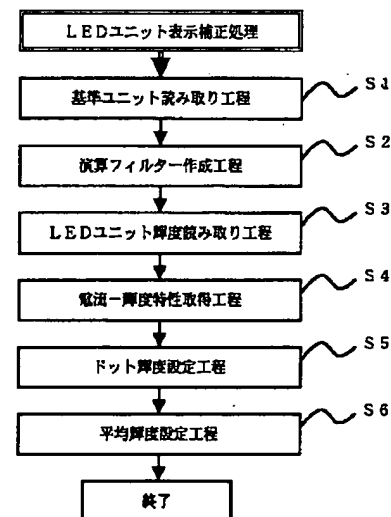 LEDユニット表示補正処理
基準ユニット読み取り工程
S1
演算フィルター作成工程
S2
LEDユニット輝度読み取り工程
S3
電流ー輝度特性取得工程
S4
ドット輝度設定工程
S5
平均輝度設定工程
S6
終了